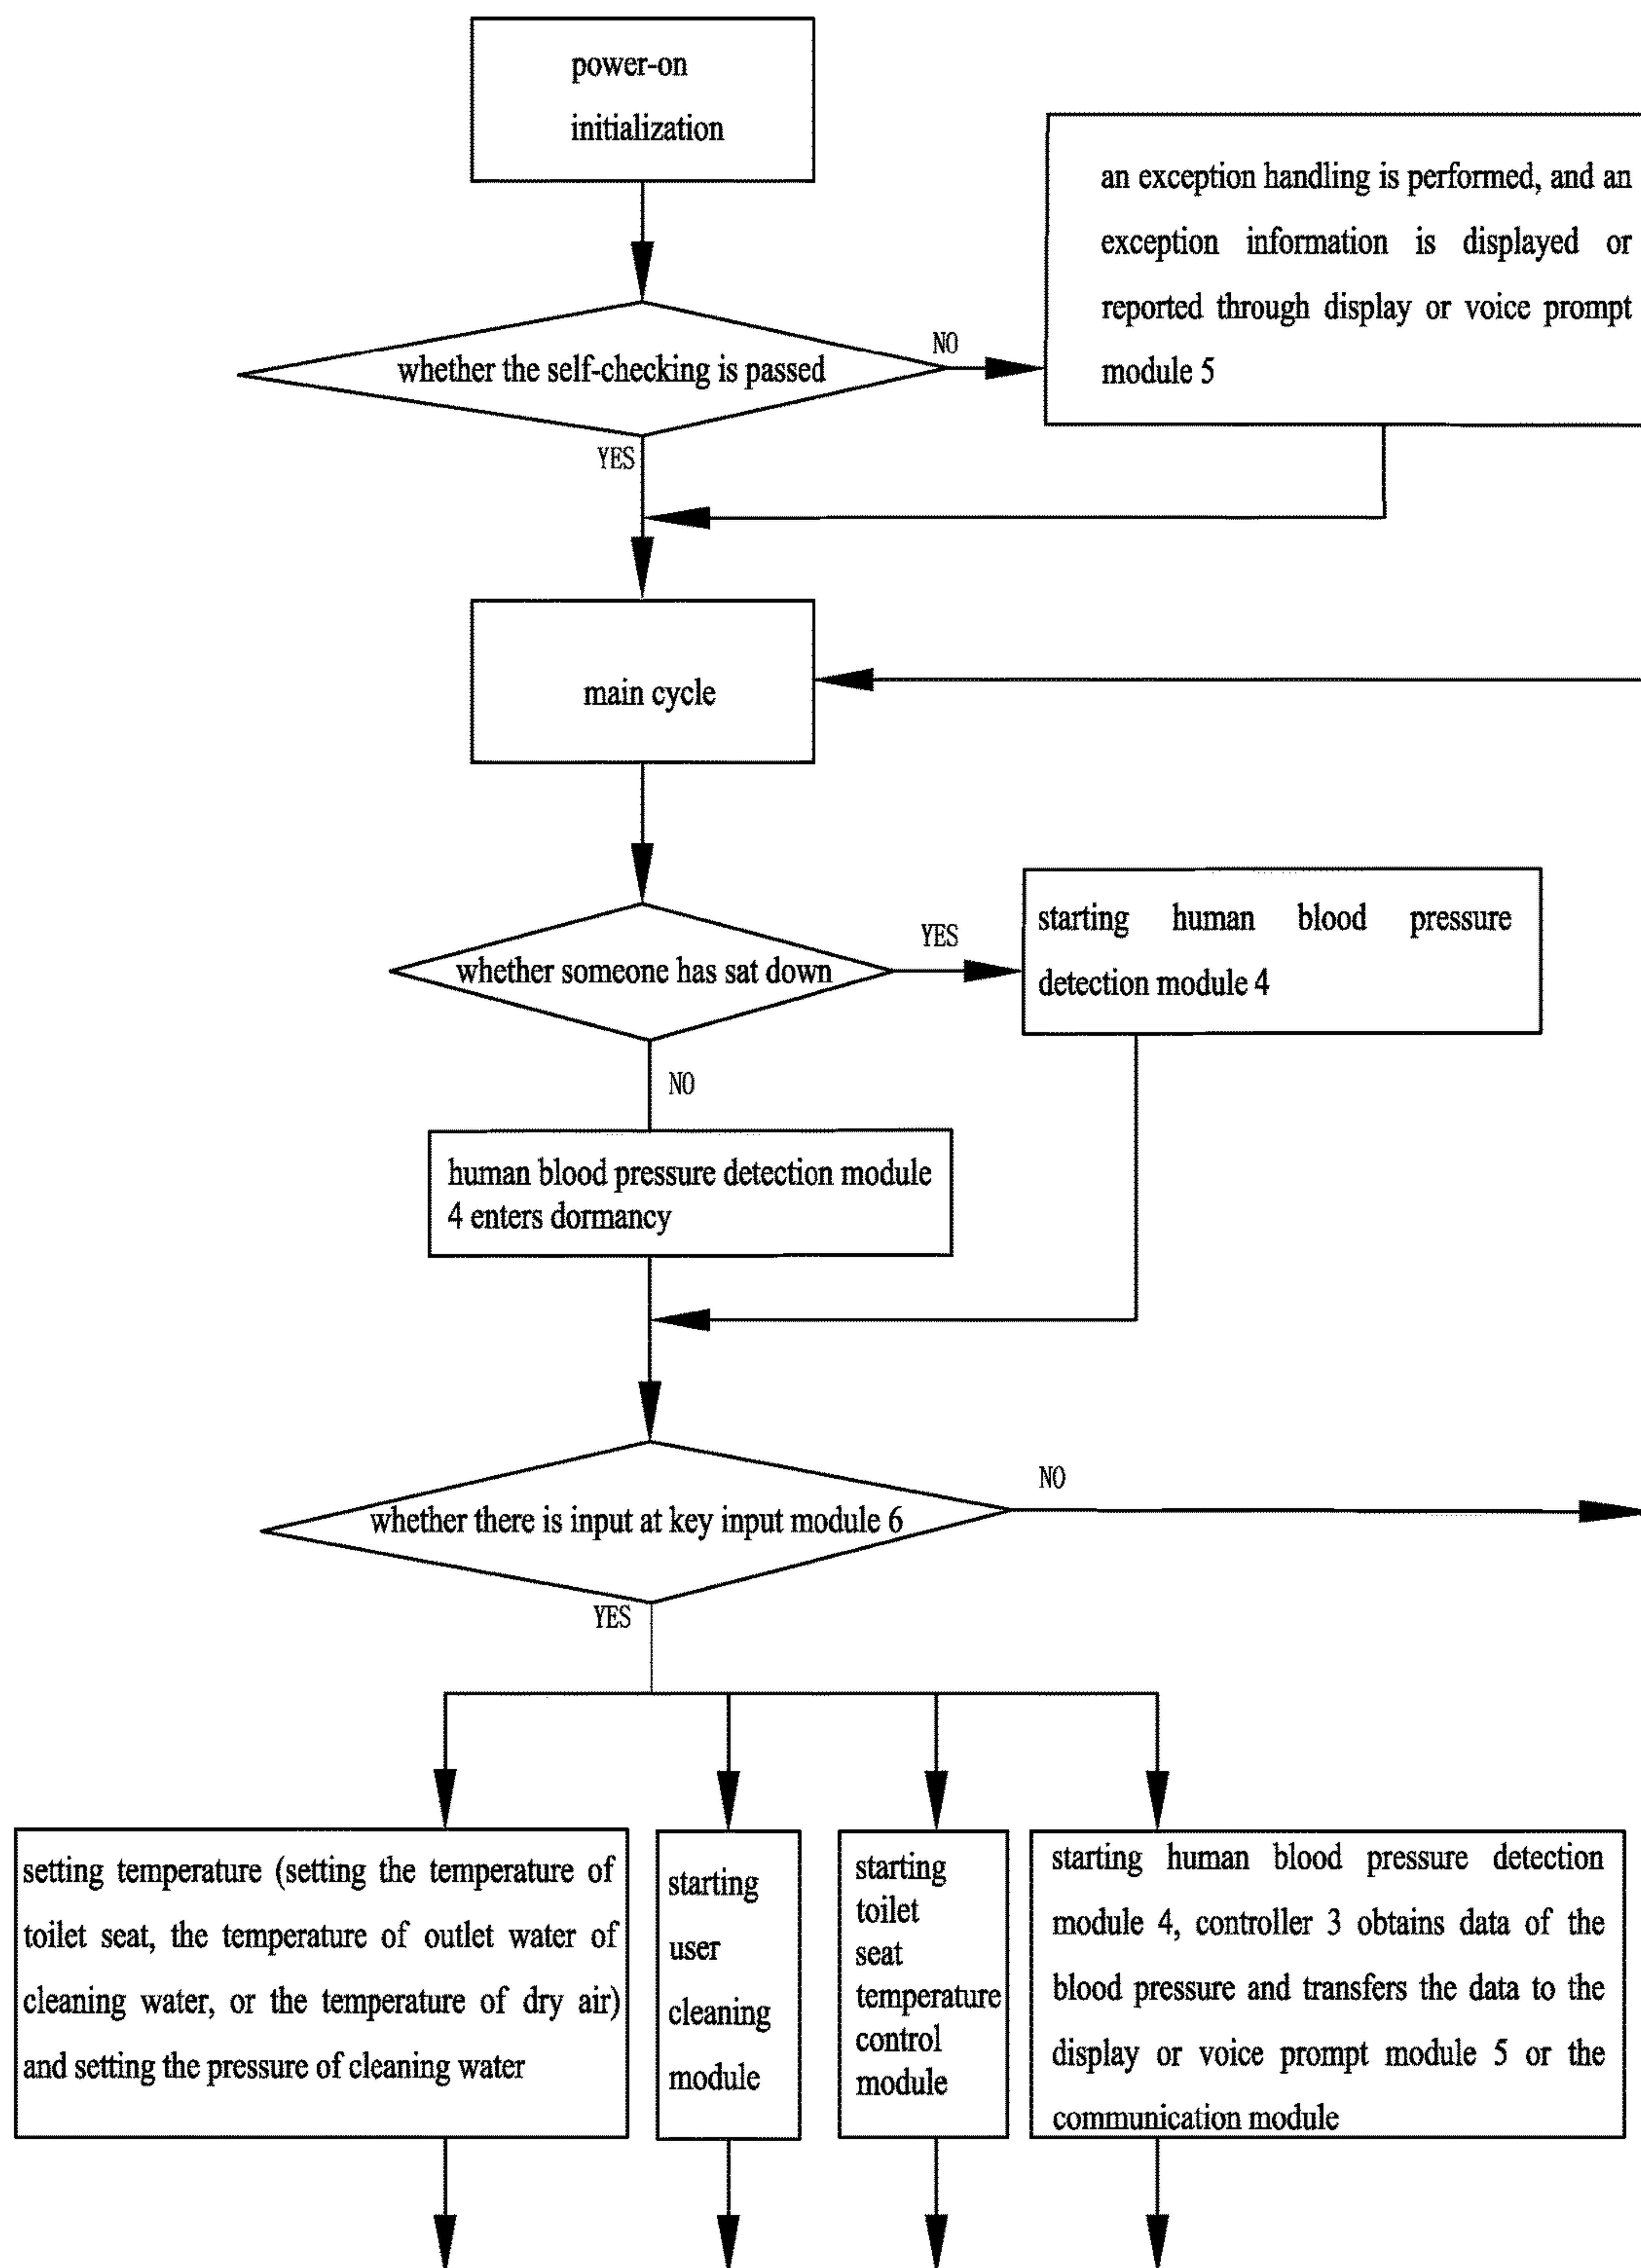 power-on
initialization
an exception handling is performed, and an
exception information is displayed or
reported through display or voice prompt
module 5
whether the self-checking is passed
NO
YES
main cycle
whether someone has sat down
YES
starting human blood pressure
detection module 4
NO
human blood pressure detection module
4 enters dormancy
whether there is input at key input module 6
NO
YES
setting temperature (setting the temperature of
toilet seat, the temperature of outlet water of
cleaning water, or the temperature of dry air)
and setting the pressure of cleaning water
starting
user
cleaning
module
starting
toilet
seat
temperature
control
module
starting human blood pressure detection
module 4, controller 3 obtains data of the
blood pressure and transfers the data to the
display or voice prompt module 5 or the
communication module